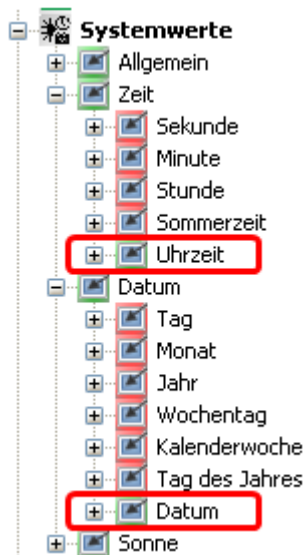 Systemwerte
Allgemein
Zeit
Sekunde
Minute
Stunde
Sommerzeit
Uhrzeit
Datum
Tag
Monat
Jahr
Wochentag
Kalenderwoche
Tag des Jahres
Datum
Sonne